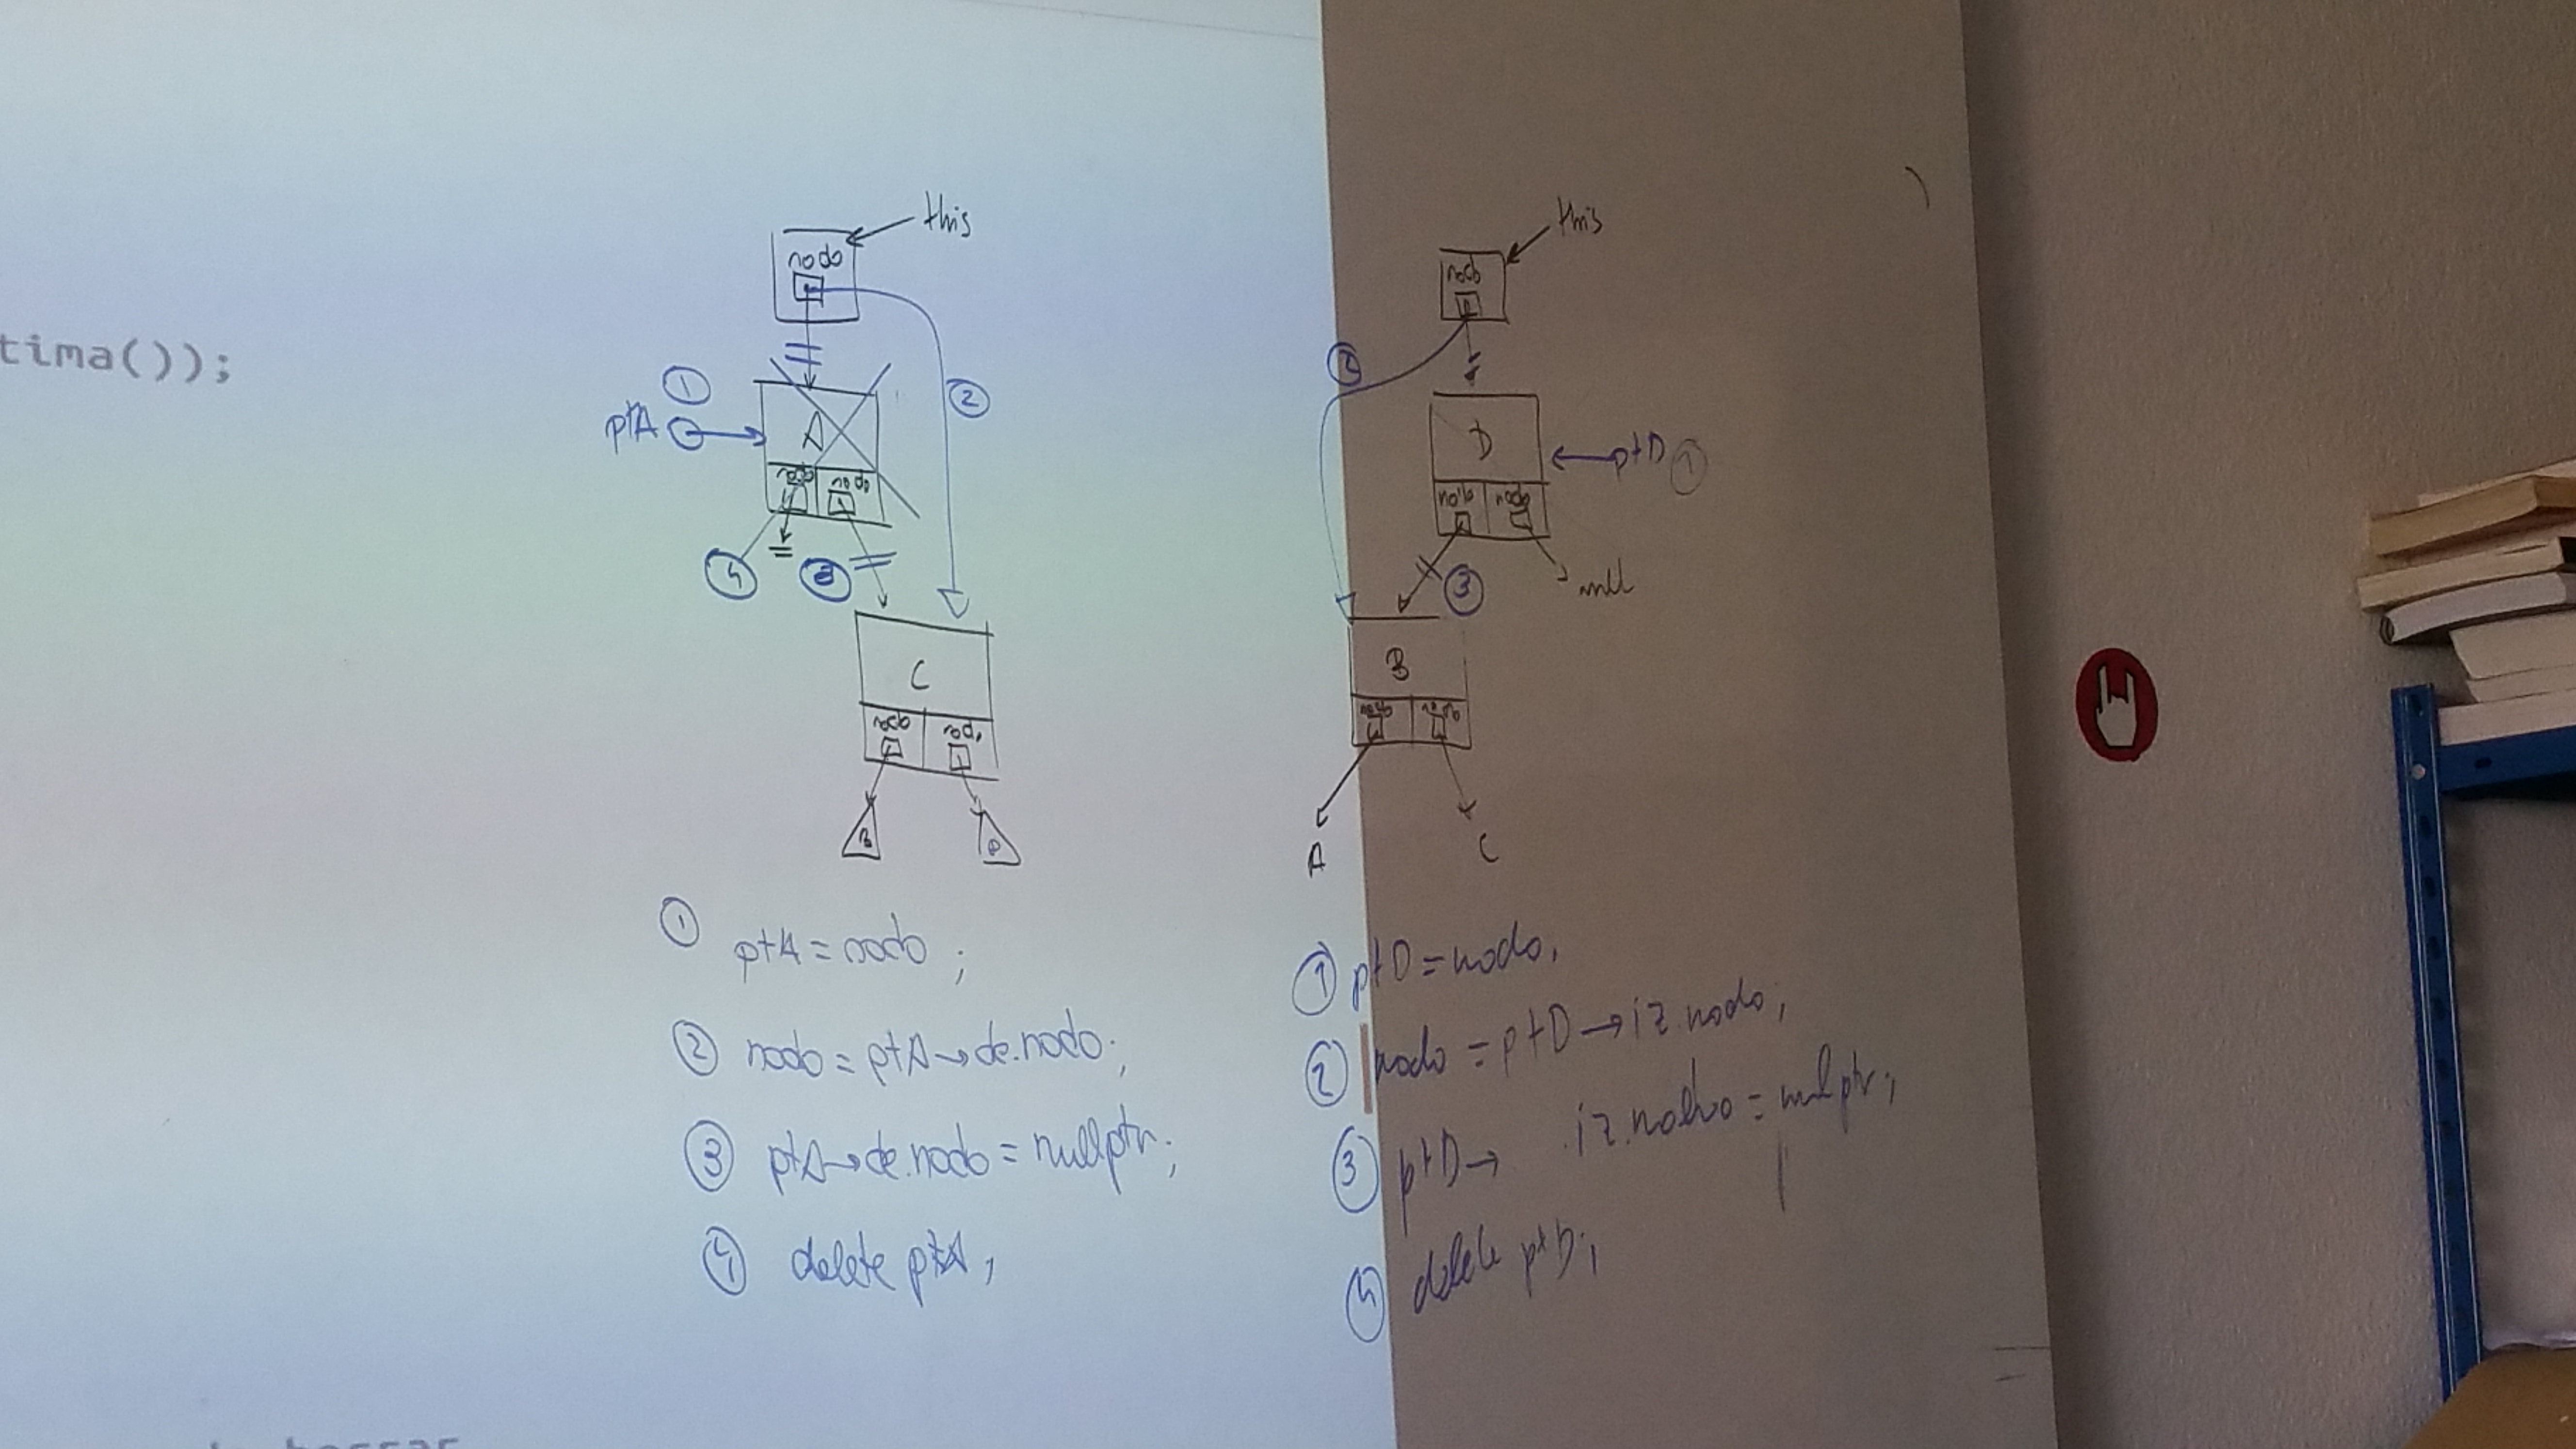 tima());
this
nodo
1
ptA
2
A
nodo nodo
4
3
C
nodo nodo
B D
1 ptA = nodo ;
2 nodo = ptA→de.nodo;
3 ptA→de.nodo = nullptr;
4 delete ptA;
this
nodo
2
D
ptD 1
nodo nodo
3
null
B
nodo nodo
A C
1 ptD = nodo;
2 nodo = ptD→iz.nodo;
3 ptD→ iz.nodo = nullptr;
4 delete ptD;